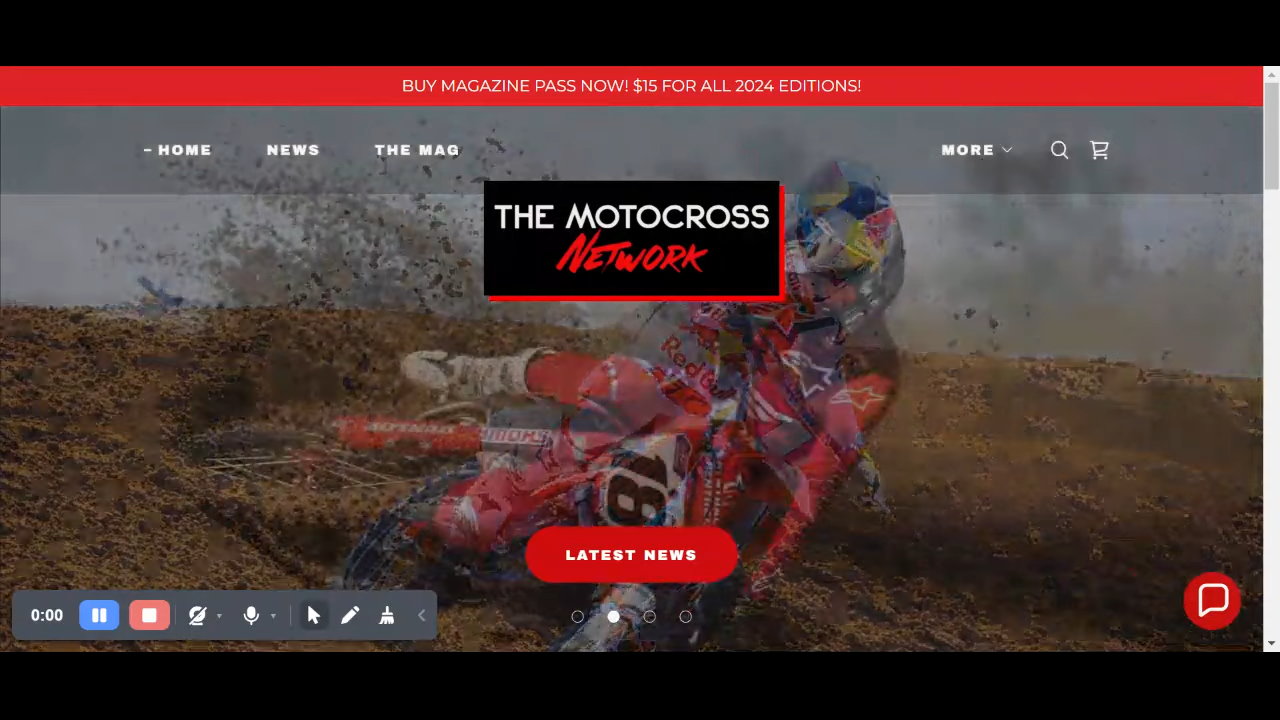 BUY MAGAZINE PASS NOW! $15 FOR ALL 2024 EDITIONS!
– HOME NEWS THE MAG MORE
THE MOTOCROSS
NETWORK
18
LATEST NEWS
0:00